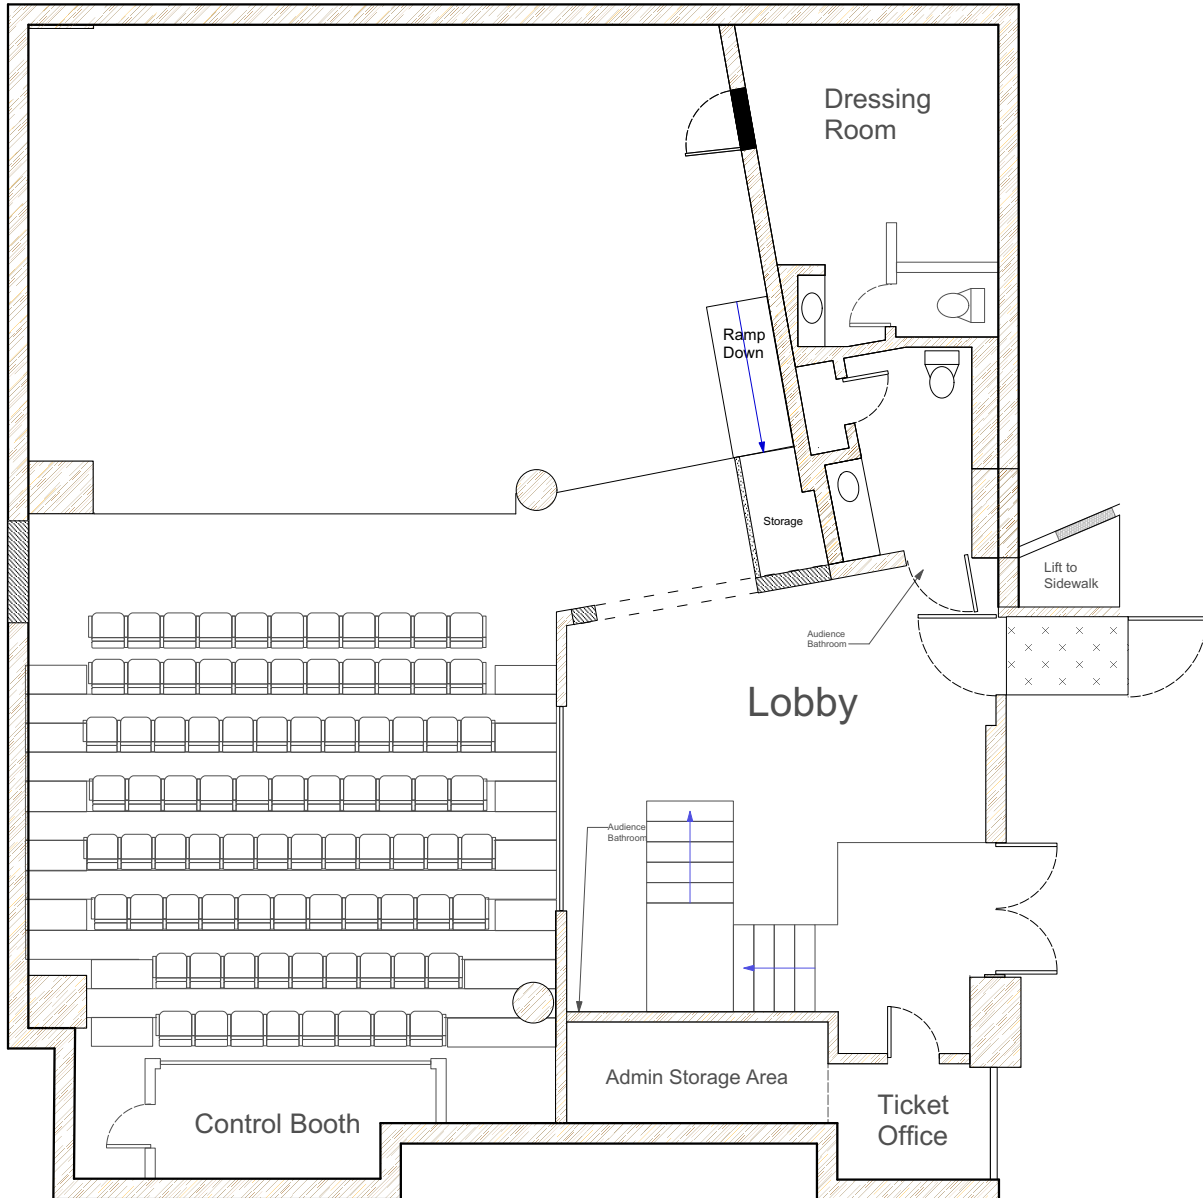 Dressing
Room
Ramp
Down
Storage
Lift to
Sidewalk
Audience
Bathroom
Lobby
Audience
Bathroom
Admin Storage Area
Ticket
Office
Control Booth